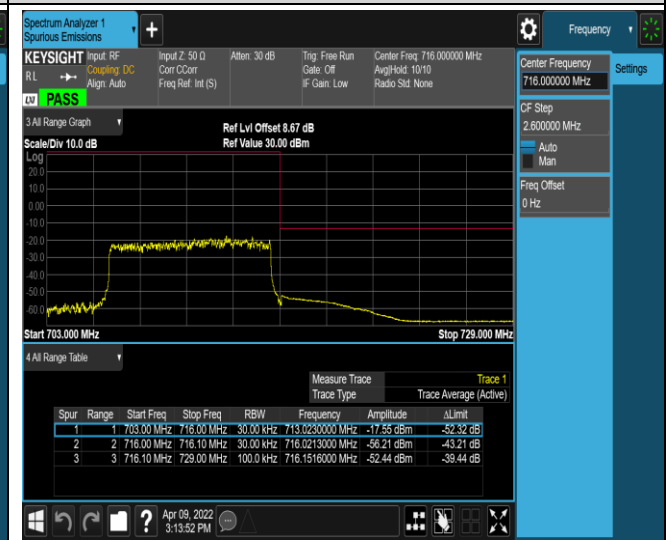 Spectrum Analyzer 1
Spurious Emissions
+
Frequency
KEYSIGHT Input: RF Input Z: 50 Ω Atten: 30 dB Trig: Free Run Center Freq: 716.000000 MHz
R L Coupling: DC Corr CCorr Gate: Off Avg|Hold: 10/10
Align: Auto Freq Ref: Int (S) IF Gain: Low Radio Std: None
LXI PASS
Center Frequency
716.000000 MHz
Settings
CF Step
2.600000 MHz
Auto
Man
Freq Offset
0 Hz
3 All Range Graph
Ref Lvl Offset 8.67 dB
Scale/Div 10.0 dB Ref Value 30.00 dBm
Log
20.0
10.0
0.00
-10.0
-20.0
-30.0
-40.0
-50.0
-60.0
Start 703.000 MHz Stop 729.000 MHz
4 All Range Table
Measure Trace Trace 1
Trace Type Trace Average (Active)
Spur Range Start Freq Stop Freq RBW Frequency Amplitude ΔLimit
1 1 703.00 MHz 716.00 MHz 30.00 kHz 713.0230000 MHz -17.55 dBm -52.32 dB
2 2 716.00 MHz 716.10 MHz 30.00 kHz 716.0213000 MHz -56.21 dBm -43.21 dB
3 3 716.10 MHz 729.00 MHz 100.0 kHz 716.1516000 MHz -52.44 dBm -39.44 dB
?
Apr 09, 2022
3:13:52 PM